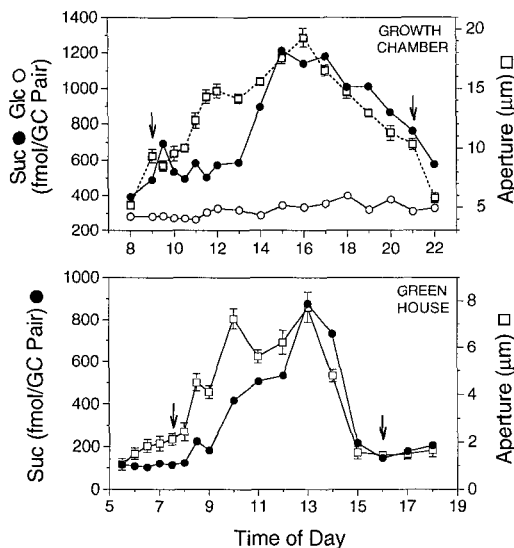 GROWTH
CHAMBER
Suc ● Glc ○
(fmol/GC Pair)
1400
1200
1000
800
600
400
200
20
15
10
5
Aperture (μm) □
8 10 12 14 16 18 20 22
GREEN
HOUSE
Suc (fmol/GC Pair) ●
1000
800
600
400
200
0
8
6
4
2
0
Aperture (μm) □
5 7 9 11 13 15 17 19
Time of Day